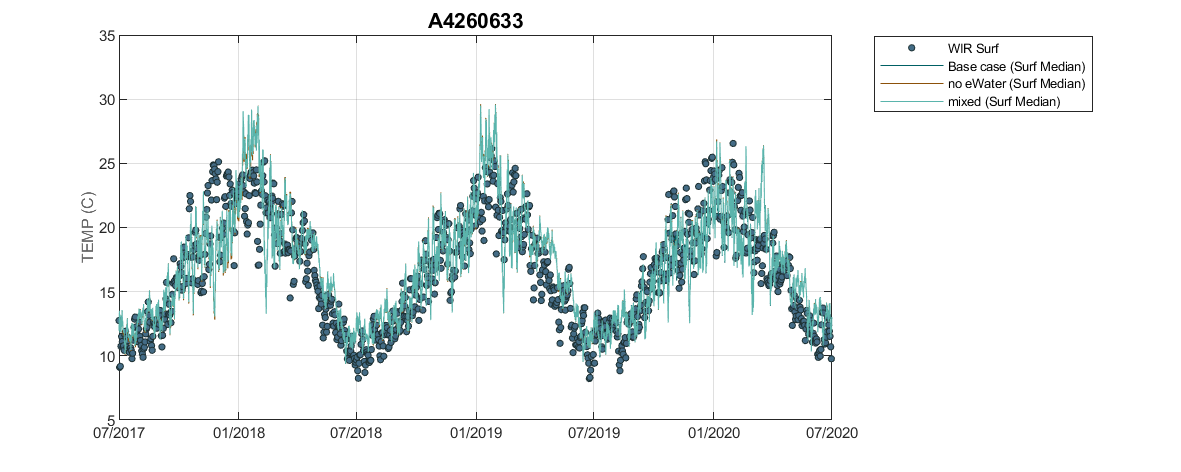 A4260633
35
30
25
20
15
10
5
TEMP (C)
07/2017
01/2018
07/2018
01/2019
07/2019
01/2020
07/2020
WIR Surf
Base case (Surf Median)
no eWater (Surf Median)
mixed (Surf Median)